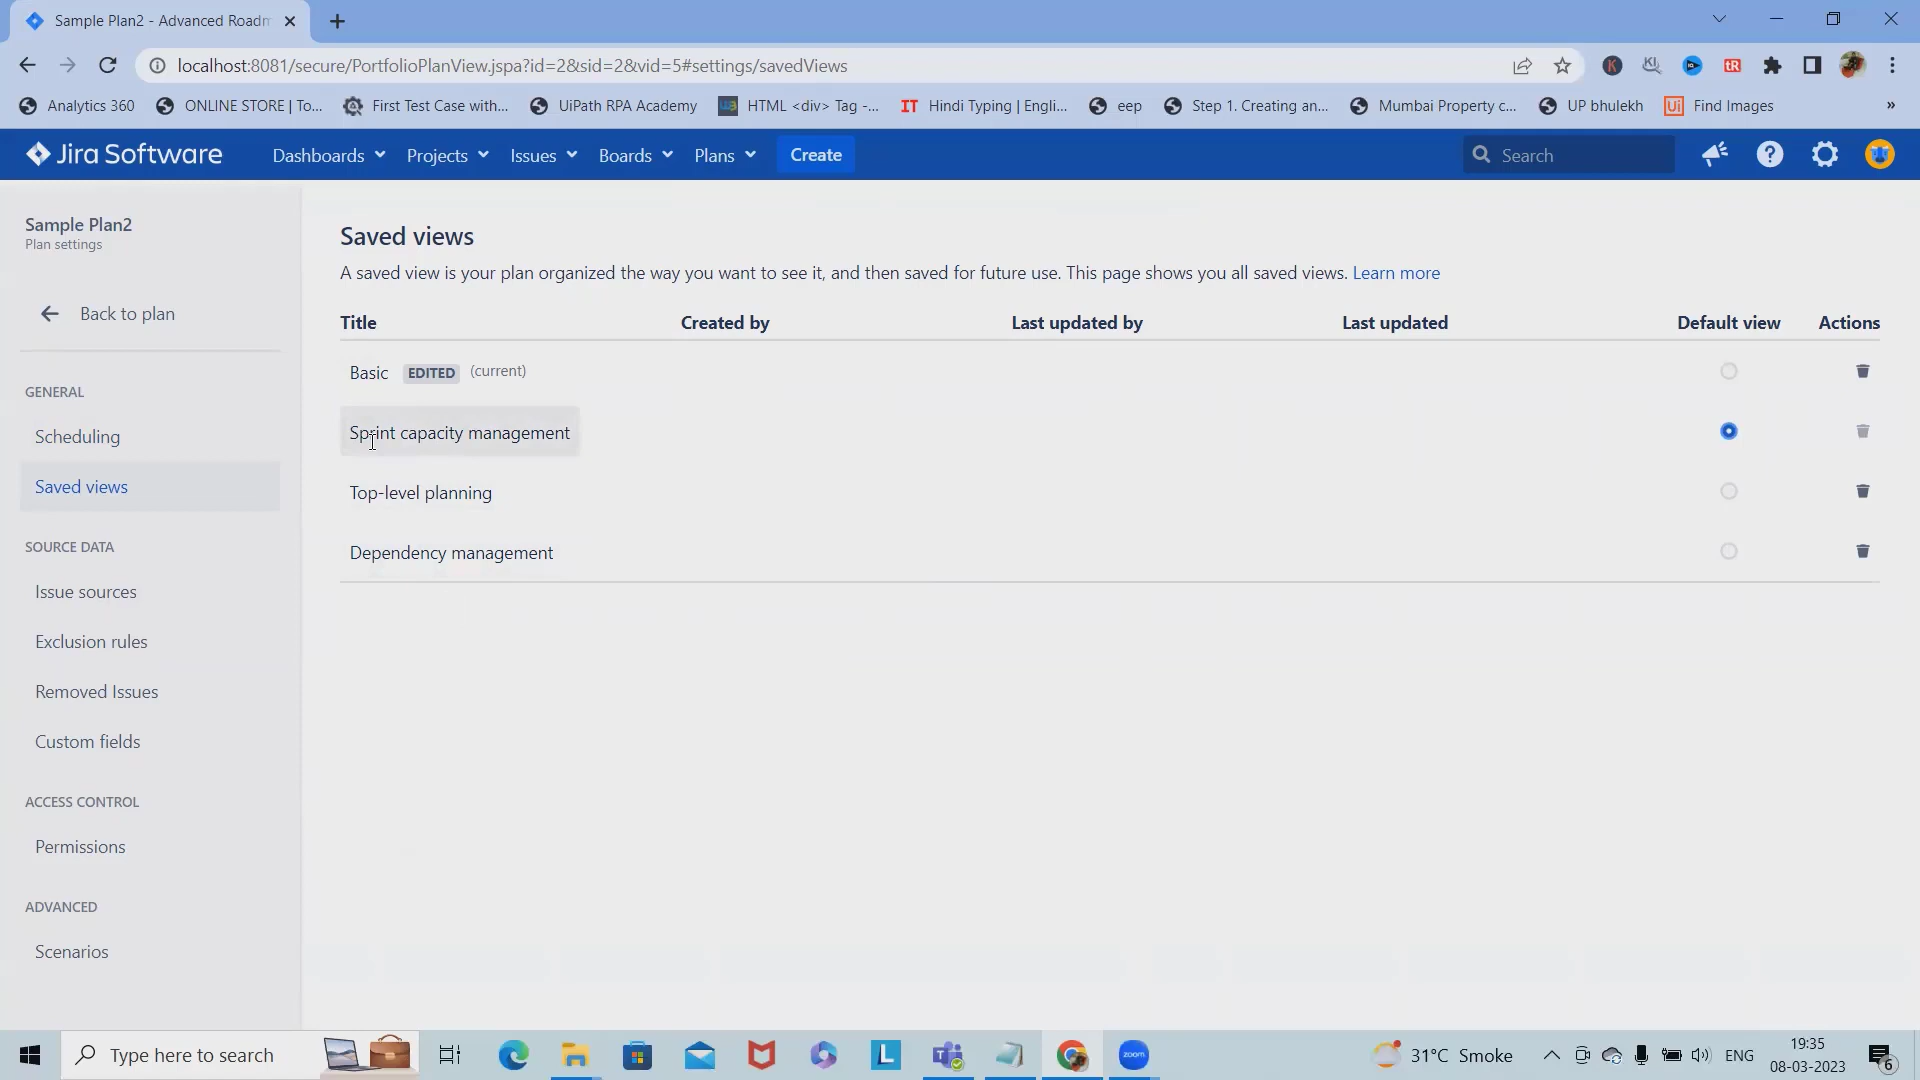 Sample Plan2 - Advanced Roadm
localhost:8081/secure/PortfolioPlanView.jspa?id=2&sid=2&vid=5#settings/savedViews
Analytics 360 ONLINE STORE | To... First Test Case with... UiPath RPA Academy HTML <div> Tag -... IT Hindi Typing | Engli... eep Step 1. Creating an... Mumbai Property c... UP bhulekh Ui Find Images »
Jira Software Dashboards Projects Issues Boards Plans Create Search
Sample Plan2
Plan settings
Back to plan
GENERAL
Scheduling
Saved views
SOURCE DATA
Issue sources
Exclusion rules
Removed Issues
Custom fields
ACCESS CONTROL
Permissions
ADVANCED
Scenarios
Saved views
A saved view is your plan organized the way you want to see it, and then saved for future use. This page shows you all saved views. Learn more
Title Created by Last updated by Last updated Default view Actions
Basic EDITED (current)
Sprint capacity management
Top-level planning
Dependency management
Type here to search L zoom 31°C Smoke ENG
19:35
08-03-2023
6